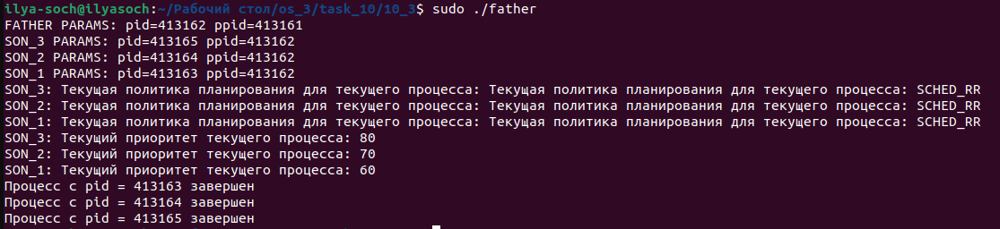 ilya-soch@ilyasoch:~/Рабочий стол/os_3/task_10/10_3$ sudo ./father
FATHER PARAMS: pid=413162 ppid=413161
SON_3 PARAMS: pid=413165 ppid=413162
SON_2 PARAMS: pid=413164 ppid=413162
SON_1 PARAMS: pid=413163 ppid=413162
SON_3: Текущая политика планирования для текущего процесса: Текущая политика планирования для текущего процесса: SCHED_RR
SON_2: Текущая политика планирования для текущего процесса: Текущая политика планирования для текущего процесса: SCHED_RR
SON_1: Текущая политика планирования для текущего процесса: Текущая политика планирования для текущего процесса: SCHED_RR
SON_3: Текущий приоритет текущего процесса: 80
SON_2: Текущий приоритет текущего процесса: 70
SON_1: Текущий приоритет текущего процесса: 60
Процесс с pid = 413163 завершен
Процесс с pid = 413164 завершен
Процесс с pid = 413165 завершен